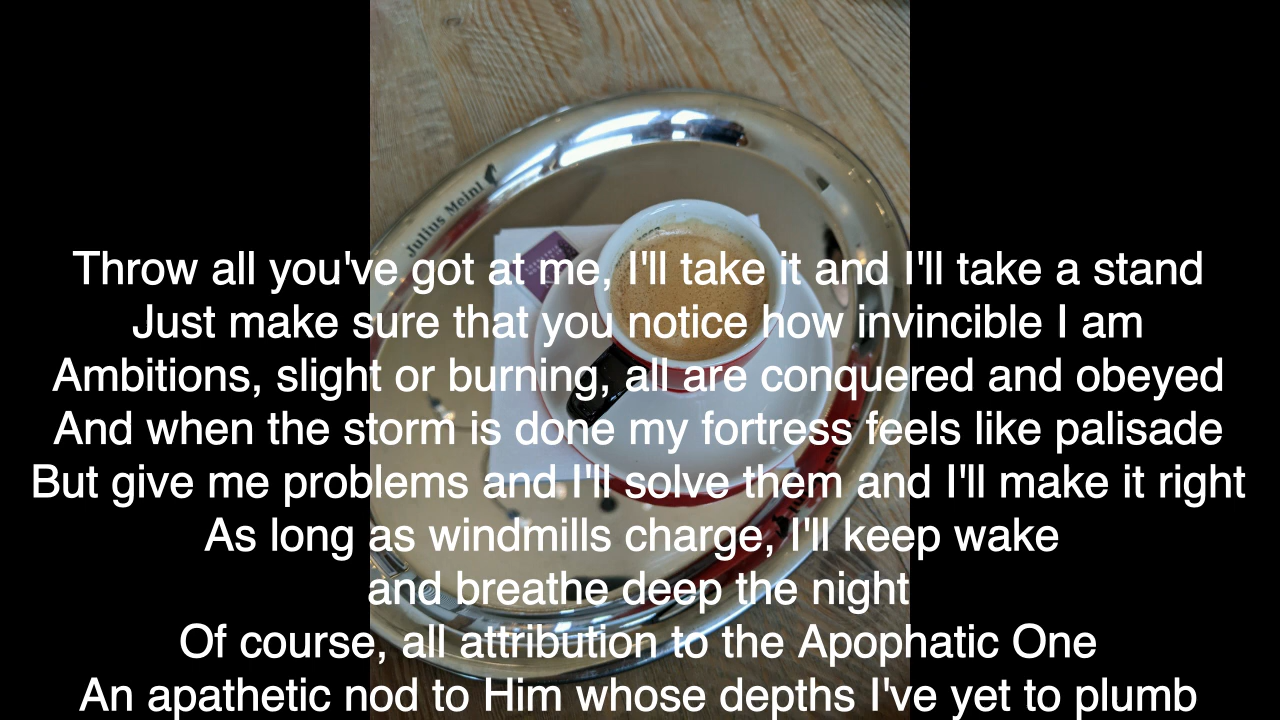 Julius Meinl
Throw all you've got at me, I'll take it and I'll take a stand
Just make sure that you notice how invincible I am
Ambitions, slight or burning, all are conquered and obeyed
And when the storm is done my fortress feels like palisade
But give me problems and I'll solve them and I'll make it right
As long as windmills charge, I'll keep wake
and breathe deep the night
Of course, all attribution to the Apophatic One
An apathetic nod to Him whose depths I've yet to plumb